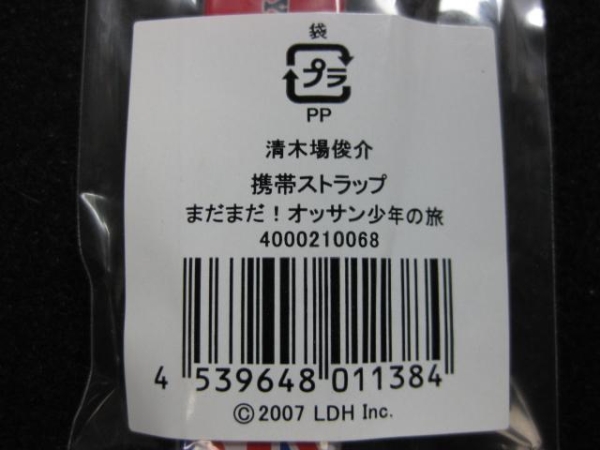 袋
プラ
PP
清木場俊介
携帯ストラップ
まだまだ！オッサン少年の旅
4000210068
4 539648 011384
©2007 LDH Inc.